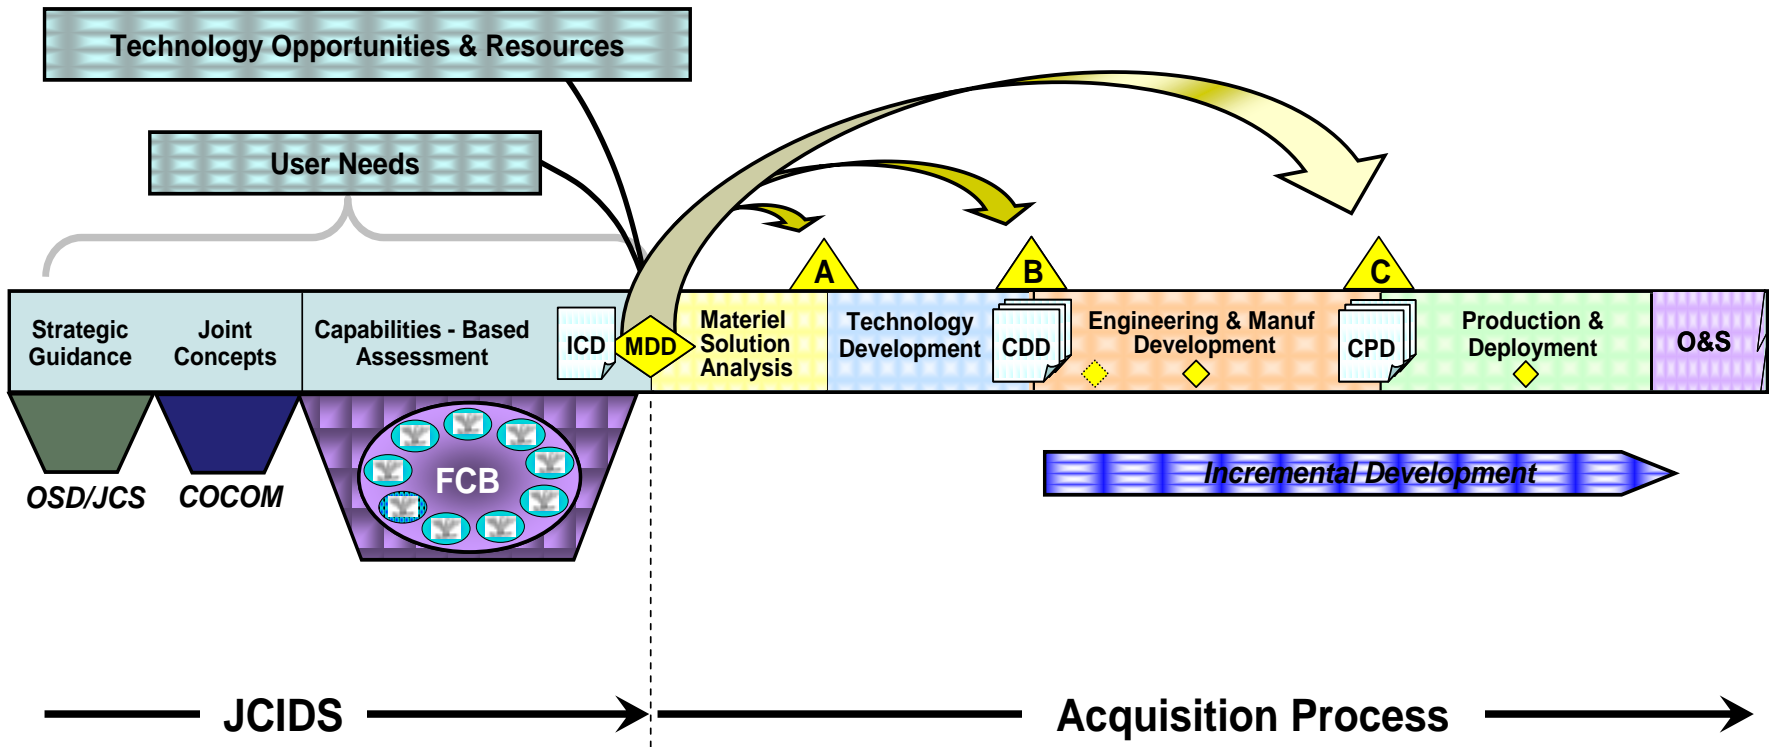 Technology Opportunities & Resources
User Needs
A
B
C
Strategic
Guidance
Joint
Concepts
Capabilities - Based
Assessment
ICD
MDD
Materiel
Solution
Analysis
Technology
Development
CDD
Engineering & Manuf
Development
CPD
Production &
Deployment
O&S
OSD/JCS
COCOM
FCB
Incremental Development
JCIDS
Acquisition Process